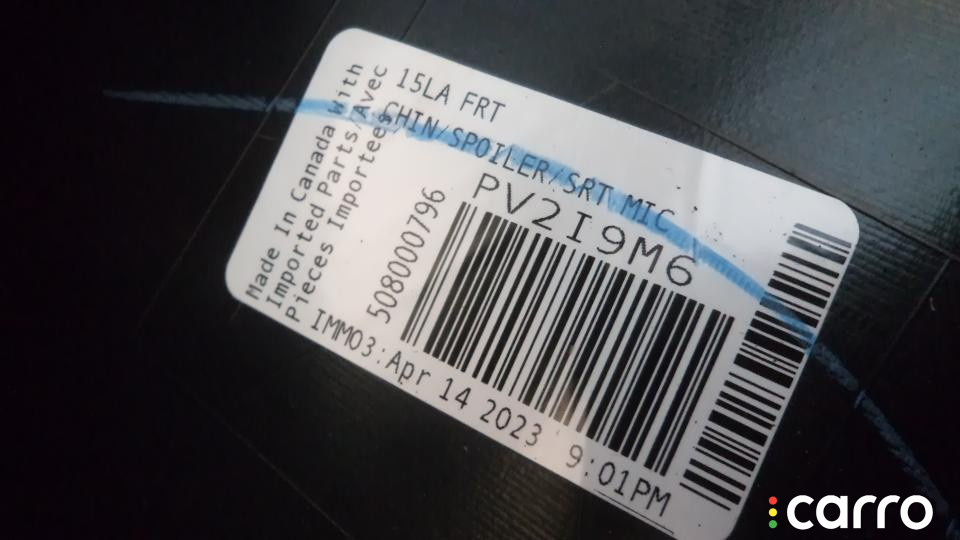 15LA FRT
CHIN/SPOILER/SRT MIC
PV2I9M6
508000796
Made In Canada With
Imported Parts/Avec
Pieces Importees
IMM03:Apr 14 2023 9:01PM
carro